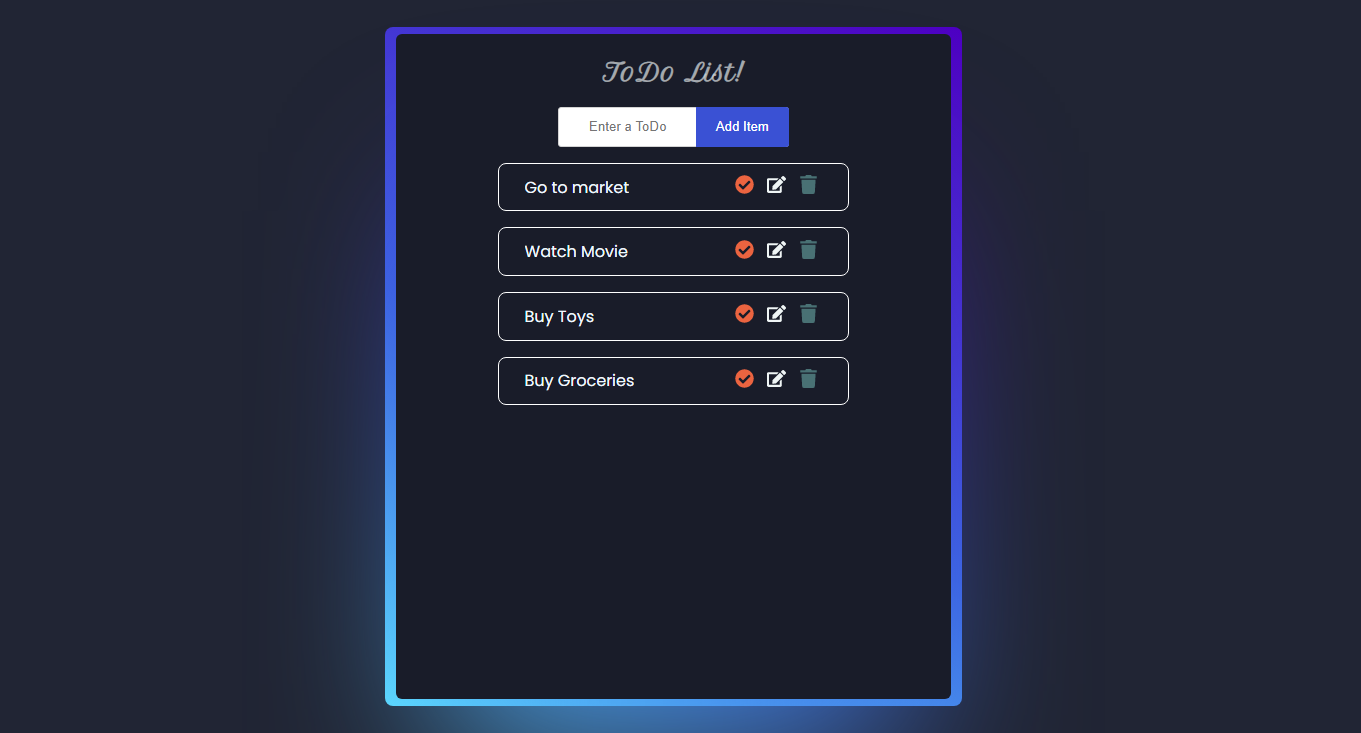 ToDo List!
Enter a ToDo Add Item
Go to market
Watch Movie
Buy Toys
Buy Groceries